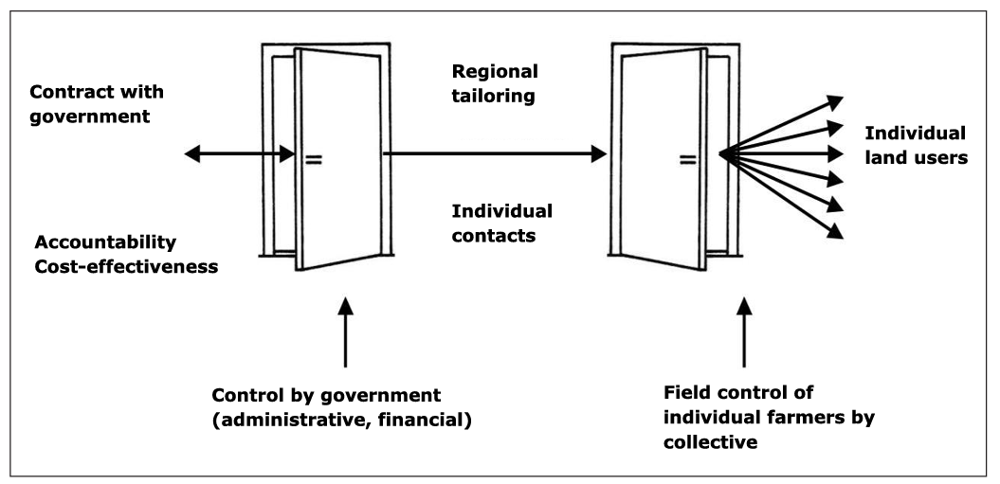 Contract with
government
Accountability
Cost-effectiveness
Regional
tailoring
Individual
contacts
Individual
land users
Control by government
(administrative, financial)
Field control of
individual farmers by
collective